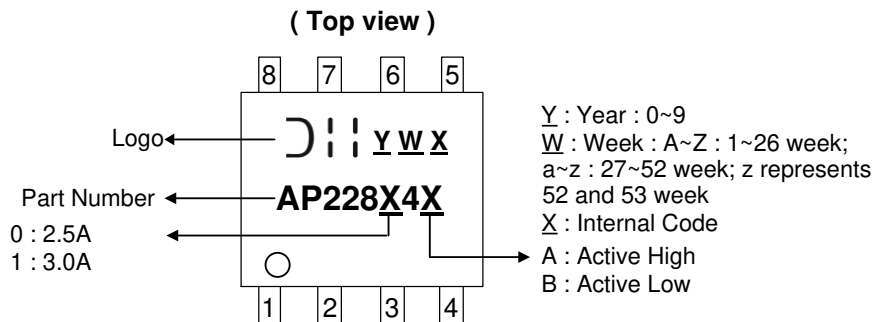 ( Top view )
8 7 6 5
Logo
Y W X
Part Number
AP228X4X
0 : 2.5A
1 : 3.0A
1 2 3 4
Y : Year : 0~9
W : Week : A~Z : 1~26 week;
a~z : 27~52 week; z represents
52 and 53 week
X : Internal Code
A : Active High
B : Active Low